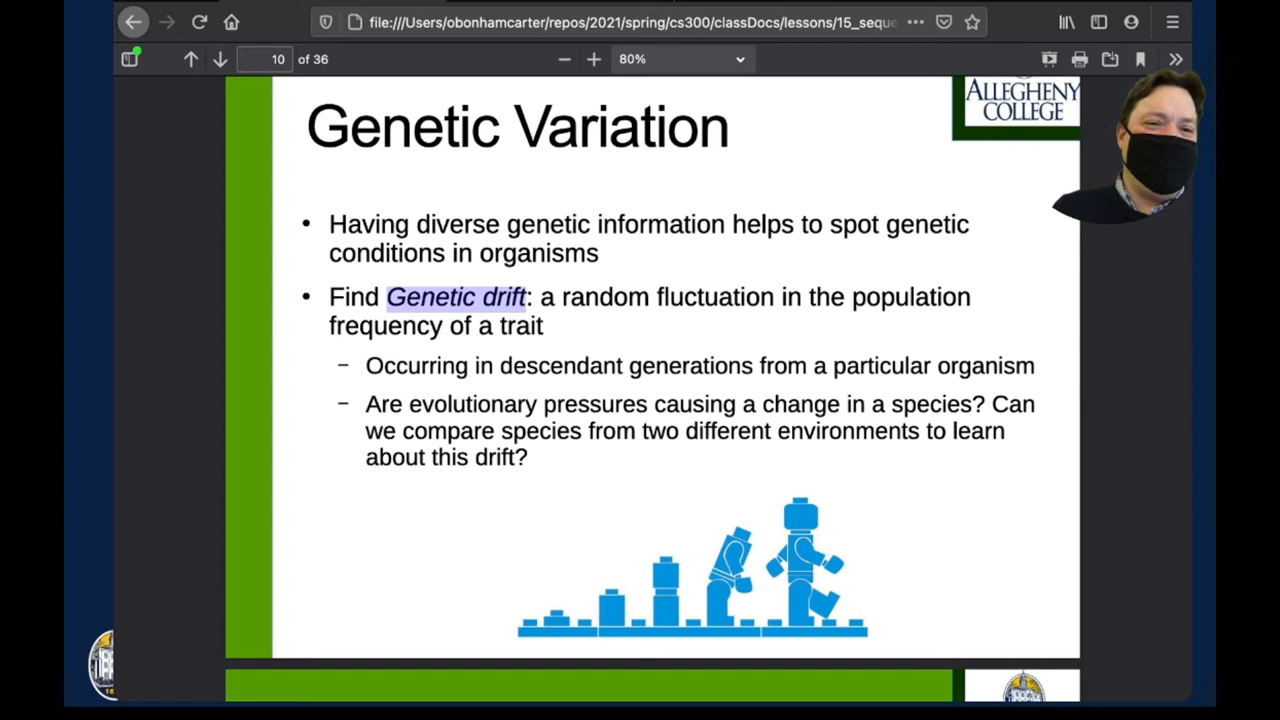 file:///Users/obonhamcarter/repos/2021/spring/cs300/classDocs/lessons/15_seque
10 of 36
80%
ALLEGHENY
COLLEGE
Genetic Variation
• Having diverse genetic information helps to spot genetic
conditions in organisms
• Find Genetic drift: a random fluctuation in the population
frequency of a trait
– Occurring in descendant generations from a particular organism
– Are evolutionary pressures causing a change in a species? Can
we compare species from two different environments to learn
about this drift?